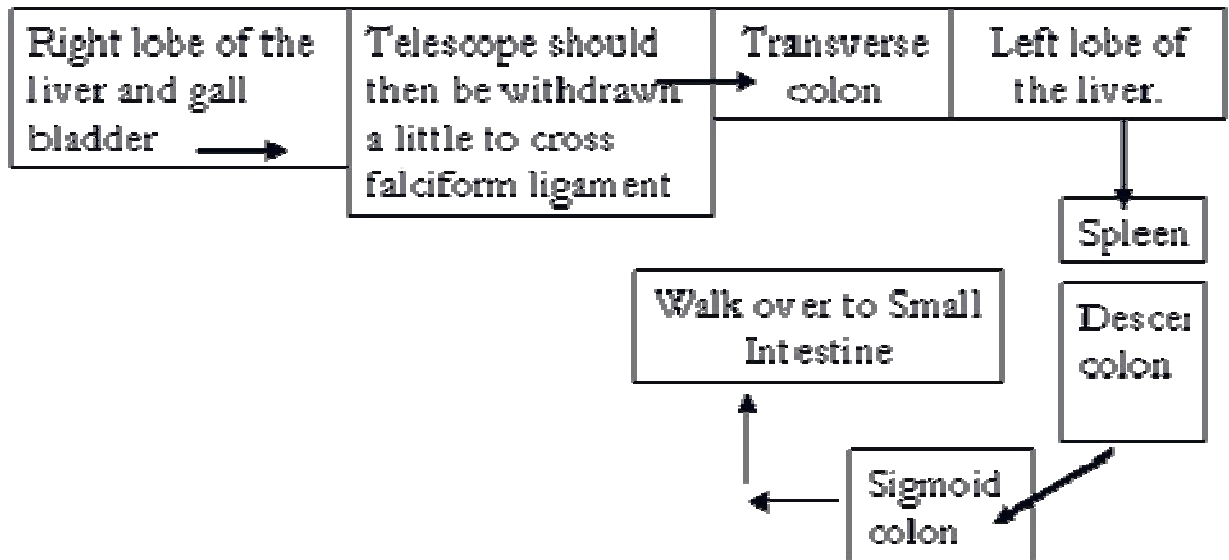 Right lobe of the
liver and gall
bladder
Telescope should
then be withdrawn
a little to cross
falciform ligament
Transverse
colon
Left lobe of
the liver.
Spleen
Descer
colon
Sigmoid
colon
Walk over to Small
Intestine